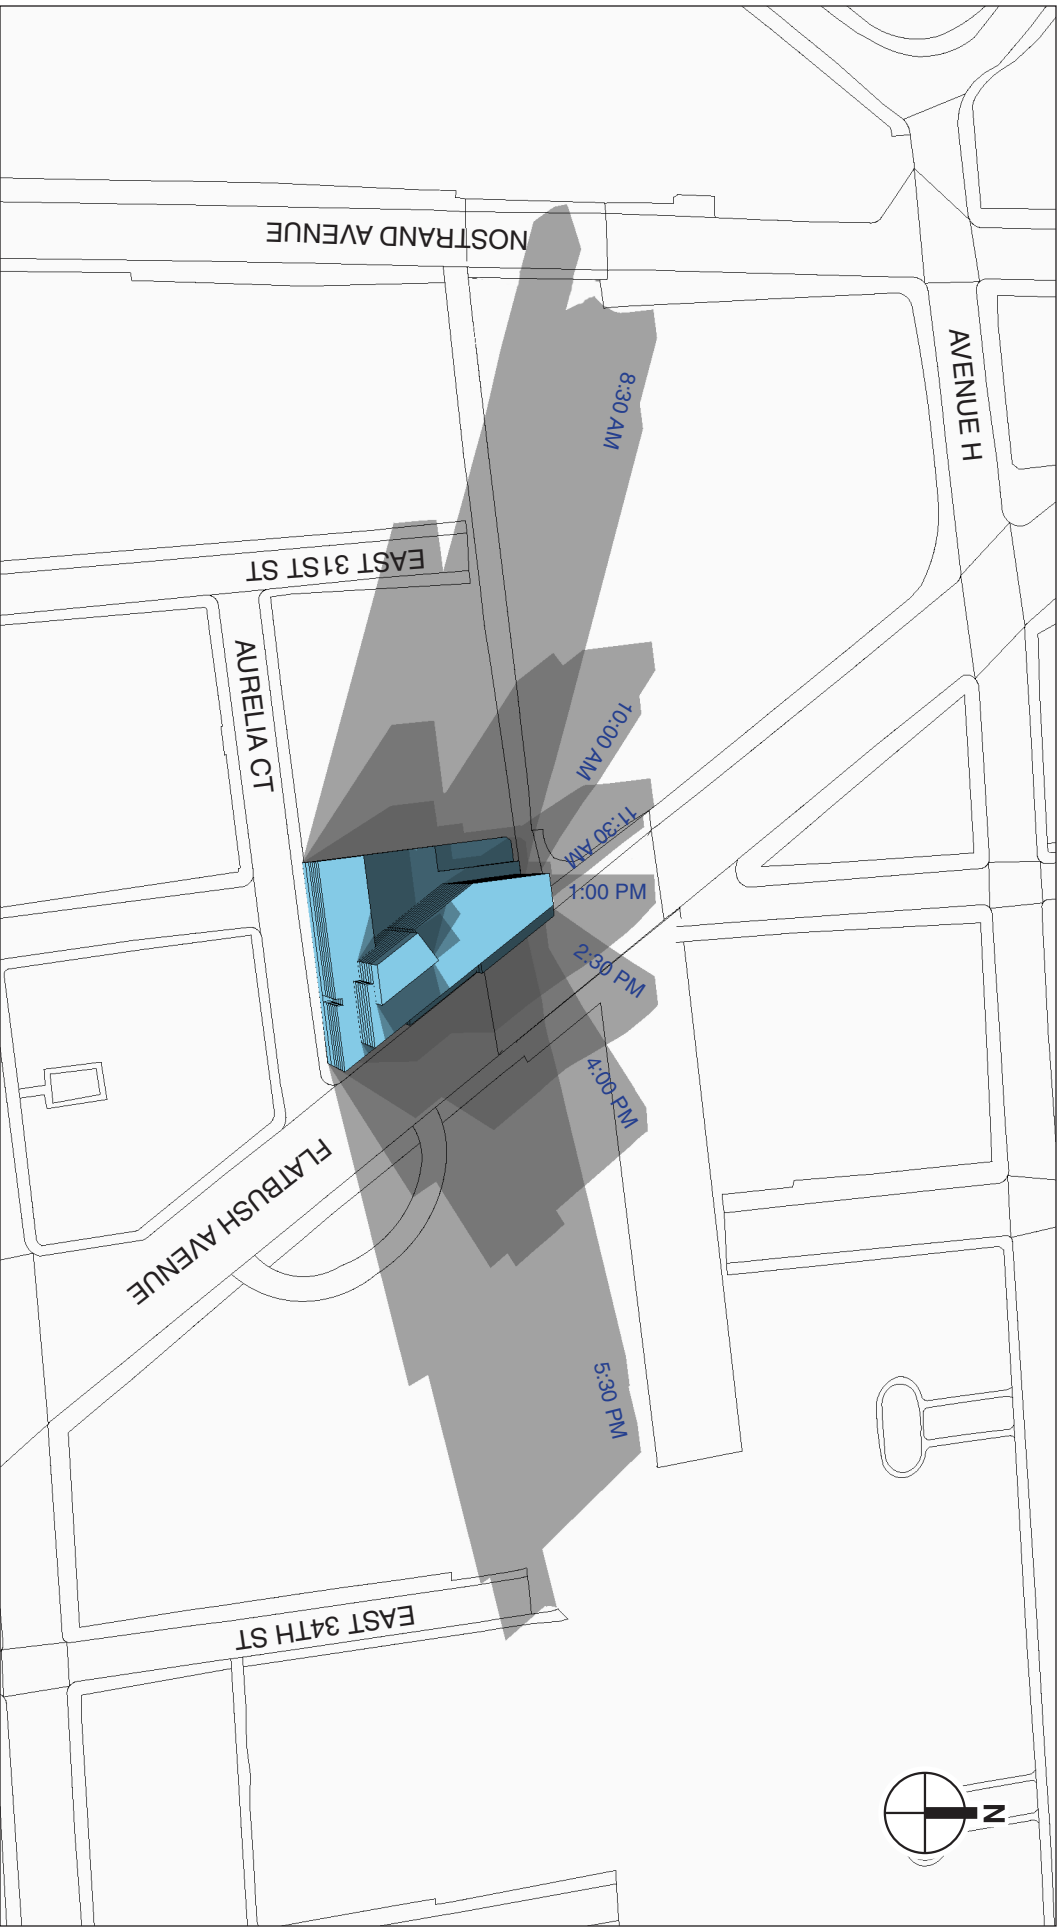 NOSTRAND AVENUE
AVENUE H
8:30 AM
EAST 31ST ST
AURELIA CT
10:00 AM
11:30 AM
1:00 PM
2:30 PM
4:00 PM
FLATBUSH AVENUE
5:30 PM
EAST 34TH ST
N